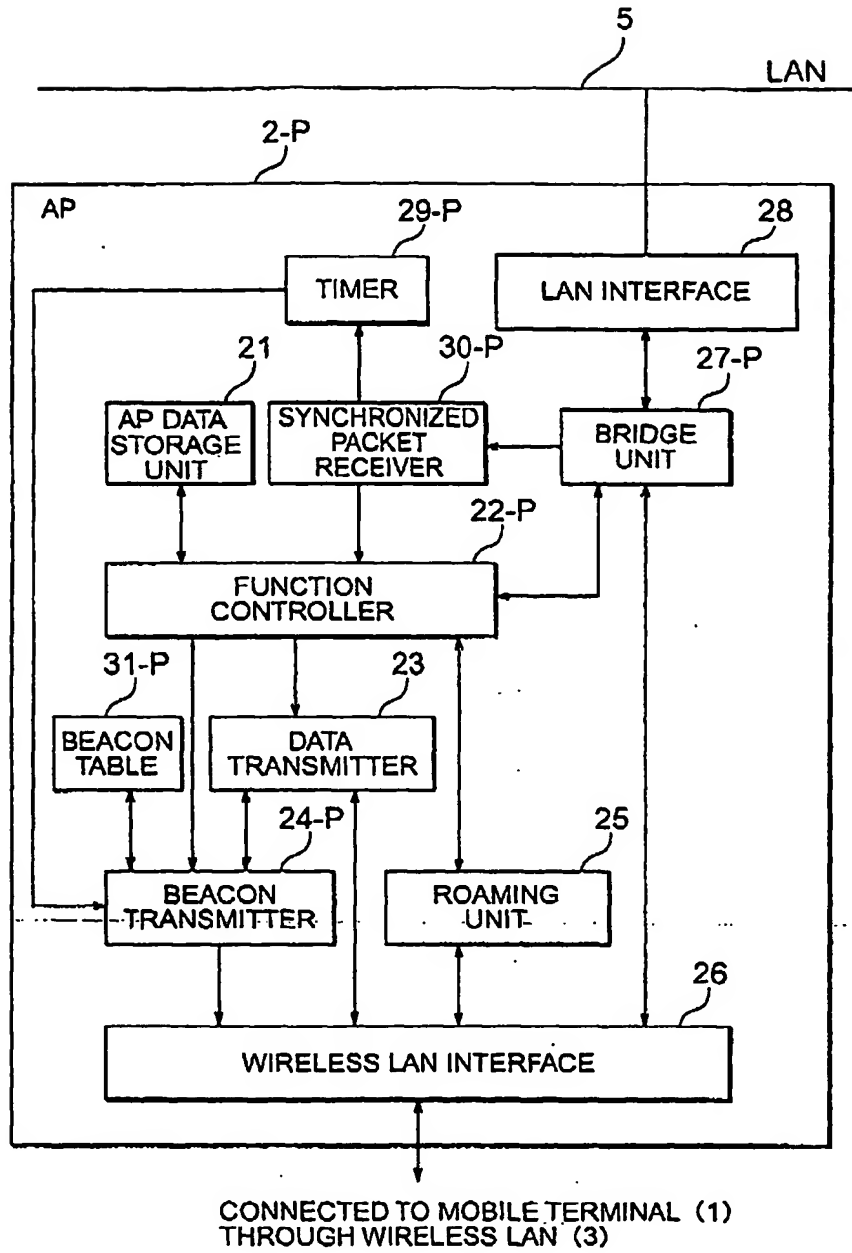 5
LAN
2-P
AP
29-P
28
TIMER
LAN INTERFACE
21
30-P
27-P
AP DATA
STORAGE
UNIT
SYNCHRONIZED
PACKET
RECEIVER
BRIDGE
UNIT
22-P
FUNCTION
CONTROLLER
31-P
23
BEACON
TABLE
DATA
TRANSMITTER
24-P
25
BEACON
TRANSMITTER
ROAMING
UNIT
26
WIRELESS LAN INTERFACE
CONNECTED TO MOBILE TERMINAL (1)
THROUGH WIRELESS LAN (3)